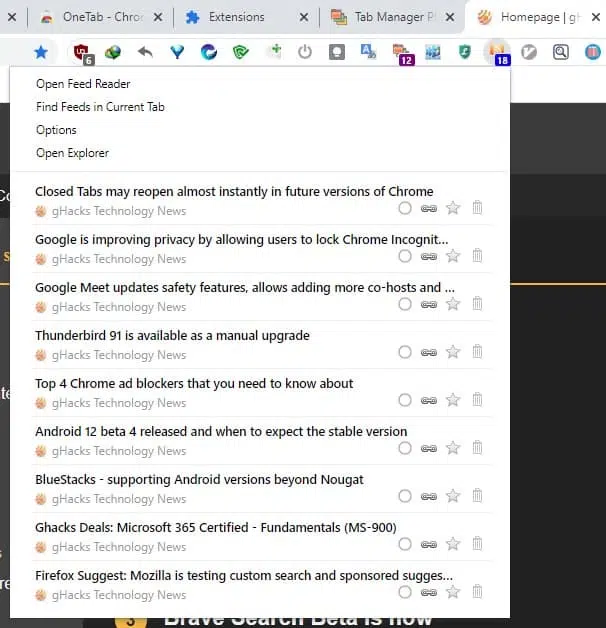 OneTab - Chro
Extensions
Tab Manager Pl
Homepage | gH
6
12
18
Open Feed Reader
Find Feeds in Current Tab
Options
Open Explorer
Closed Tabs may reopen almost instantly in future versions of Chrome
gHacks Technology News
Google is improving privacy by allowing users to lock Chrome Incognit...
gHacks Technology News
Google Meet updates safety features, allows adding more co-hosts and ...
gHacks Technology News
Thunderbird 91 is available as a manual upgrade
gHacks Technology News
Top 4 Chrome ad blockers that you need to know about
gHacks Technology News
Android 12 beta 4 released and when to expect the stable version
gHacks Technology News
BlueStacks - supporting Android versions beyond Nougat
gHacks Technology News
Ghacks Deals: Microsoft 365 Certified - Fundamentals (MS-900)
gHacks Technology News
Firefox Suggest: Mozilla is testing custom search and sponsored sugges...
gHacks Technology News
3 Brave Search Beta is now